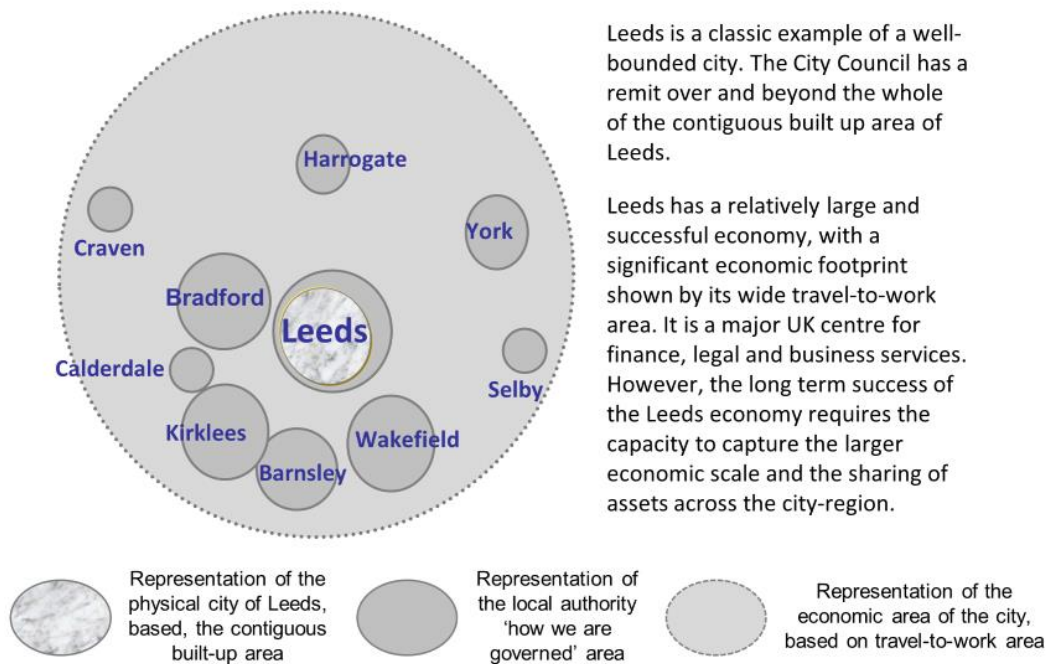 Leeds is a classic example of a well-
bounded city. The City Council has a
remit over and beyond the whole
of the contiguous built up area of
Leeds.
Leeds has a relatively large and
successful economy, with a
significant economic footprint
shown by its wide travel-to-work
area. It is a major UK centre for
finance, legal and business services.
However, the long term success of
the Leeds economy requires the
capacity to capture the larger
economic scale and the sharing of
assets across the city-region.
Harrogate
York
Craven
Bradford
Leeds
Calderdale
Selby
Kirklees
Wakefield
Barnsley
Representation of the
physical city of Leeds,
based, the contiguous
built-up area
Representation of
the local authority
‘how we are
governed’ area
Representation of the
economic area of the city,
based on travel-to-work area